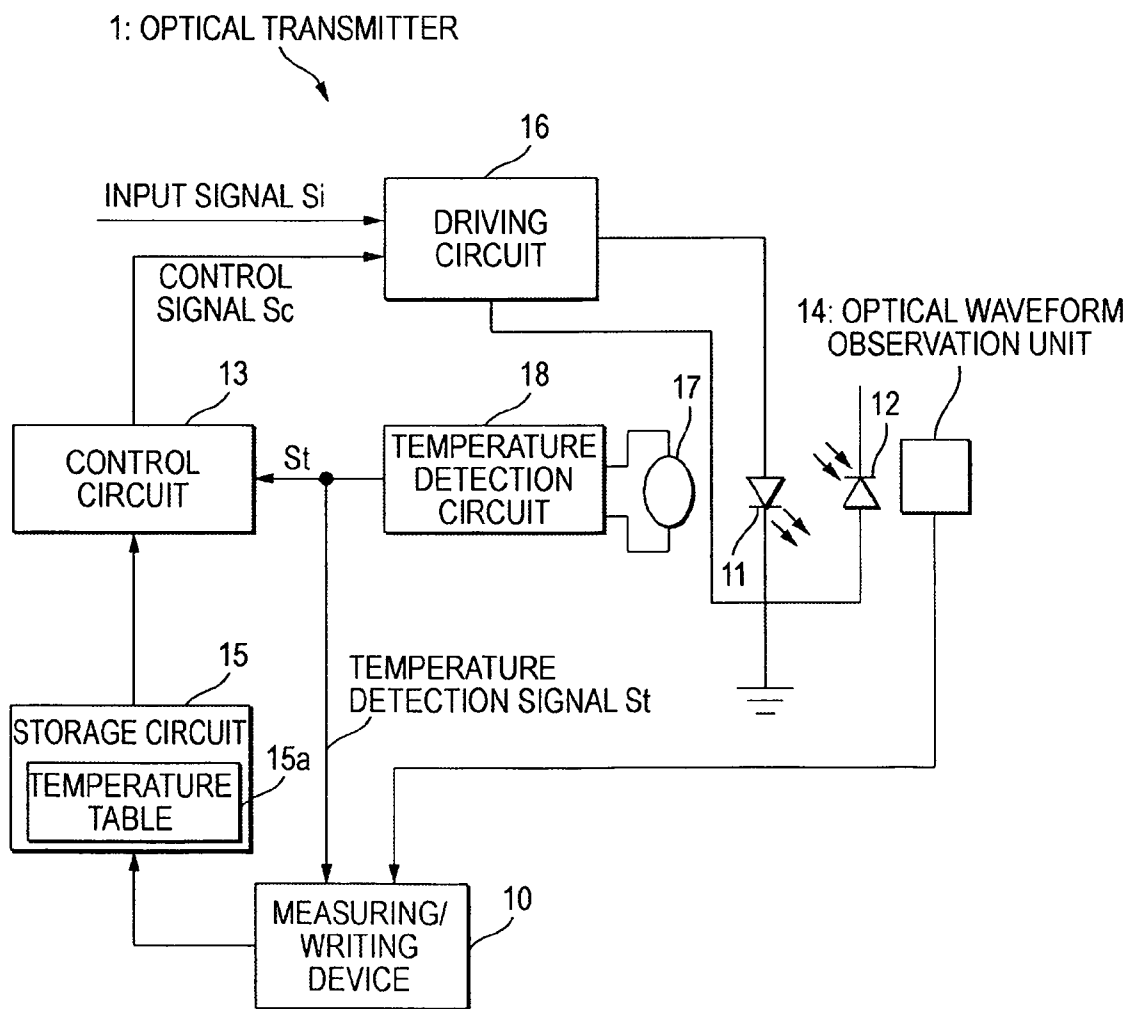 1: OPTICAL TRANSMITTER
16
INPUT SIGNAL Si
DRIVING
CIRCUIT
CONTROL
SIGNAL Sc
14: OPTICAL WAVEFORM
OBSERVATION UNIT
13
18
17
12
CONTROL
CIRCUIT
St
TEMPERATURE
DETECTION
CIRCUIT
11
15
TEMPERATURE
DETECTION SIGNAL St
STORAGE CIRCUIT
15a
TEMPERATURE
TABLE
10
MEASURING/
WRITING
DEVICE